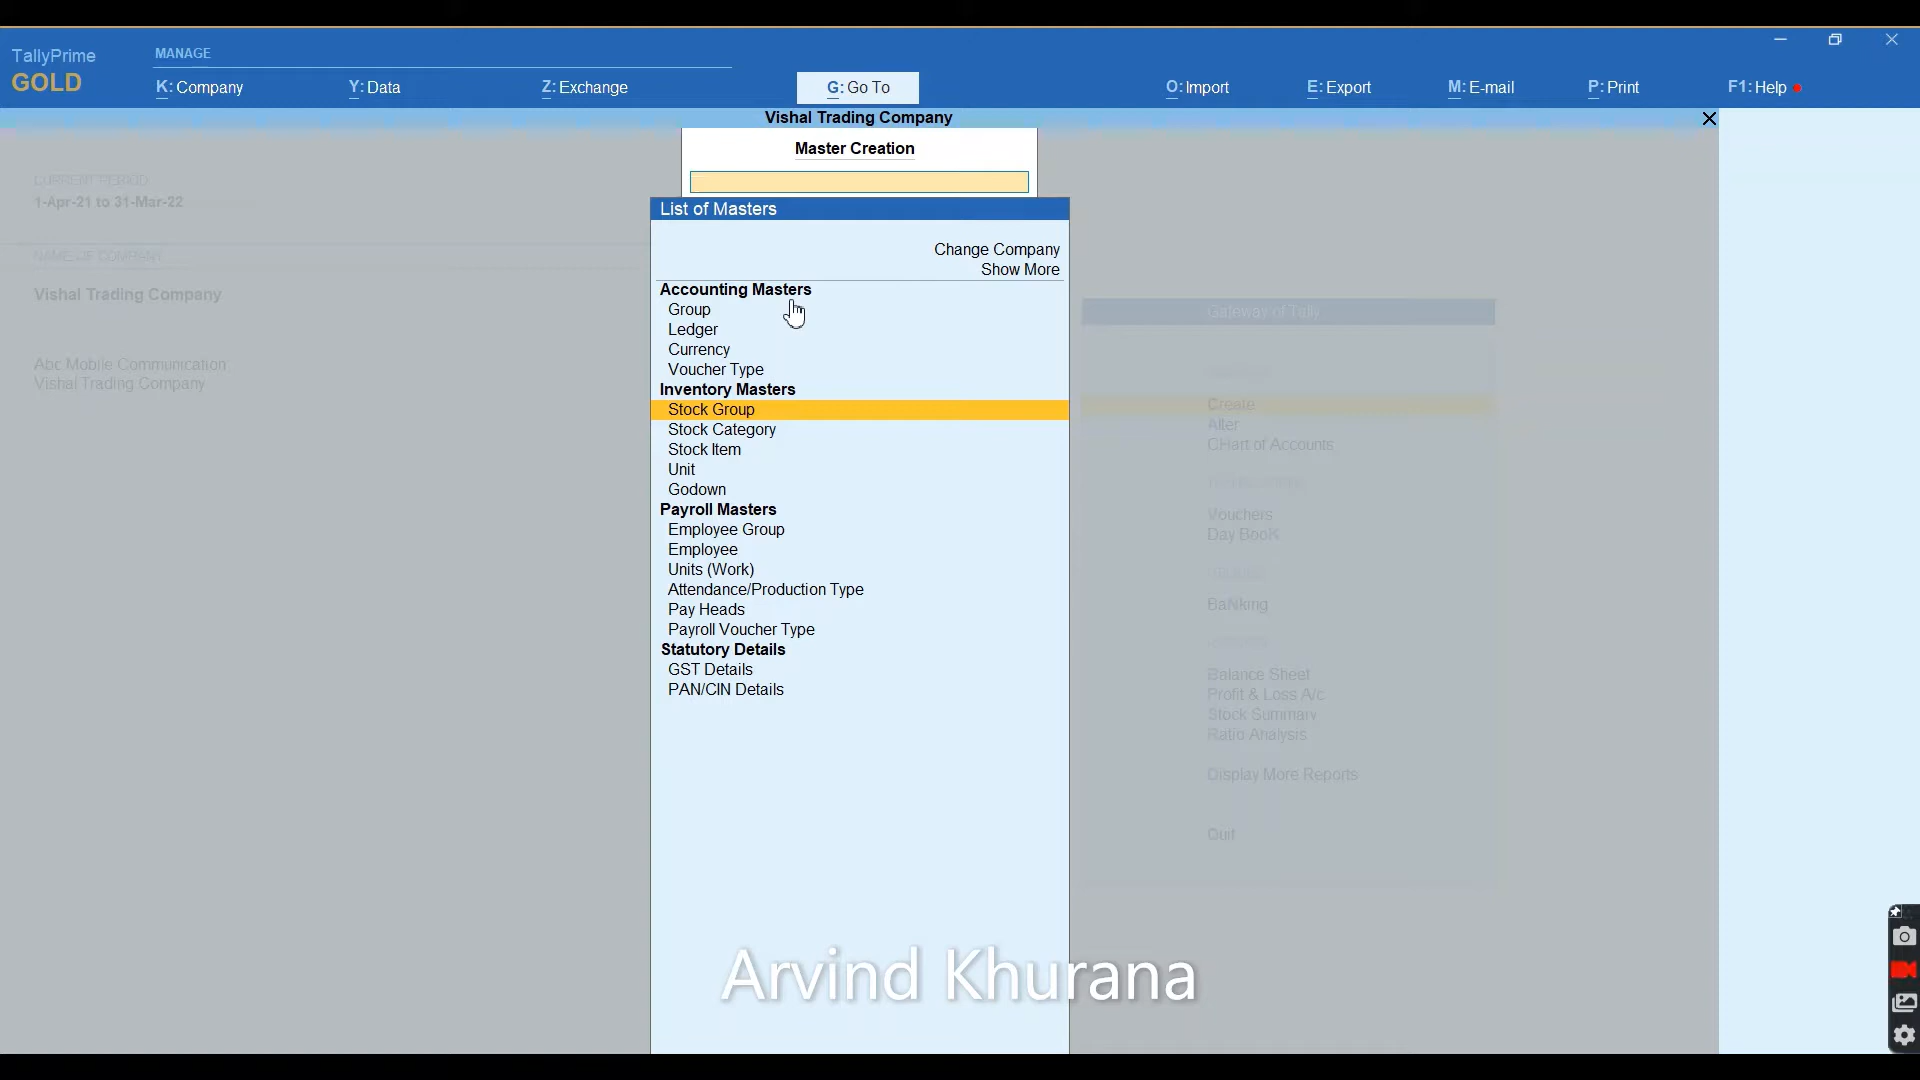 TallyPrime
GOLD
MANAGE
K: Company
Y: Data
Z: Exchange
G: Go To
O: Import
E: Export
M: E-mail
P: Print
F1: Help
Vishal Trading Company
Master Creation
CURRENT PERIOD
1-Apr-21 to 31-Mar-22
NAME OF COMPANY
Vishal Trading Company
Abc Mobile Communication
Vishal Trading Company
List of Masters
Change Company
Show More
Accounting Masters
Group
Ledger
Currency
Voucher Type
Inventory Masters
Stock Group
Stock Category
Stock Item
Unit
Godown
Payroll Masters
Employee Group
Employee
Units (Work)
Attendance/Production Type
Pay Heads
Payroll Voucher Type
Statutory Details
GST Details
PAN/CIN Details
Gateway of Tally
Create
Alter
CHart of Accounts
Vouchers
Day BooK
BaNking
Balance Sheet
Profit & Loss A/c
Stock Summary
Ratio Analysis
Display More Reports
Quit
Arvind Khurana